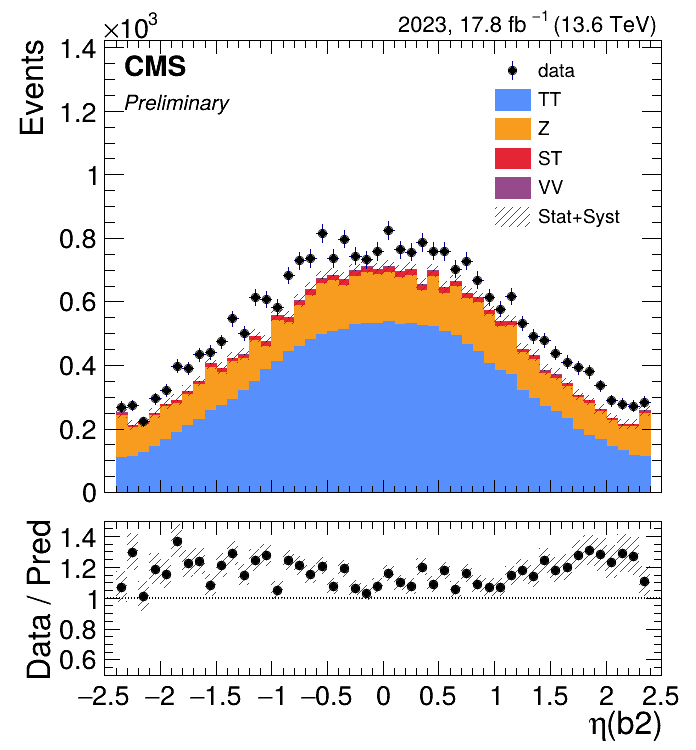 ×10³
2023, 17.8 fb⁻¹ (13.6 TeV)
Events
1.4
1.2
1
0.8
0.6
0.4
0.2
0
CMS
Preliminary
data
TT
Z
ST
VV
Stat+Syst
Data / Pred
1.4
1.2
1
0.8
0.6
−2.5 −2 −1.5 −1 −0.5 0 0.5 1 1.5 2 2.5
η(b2)